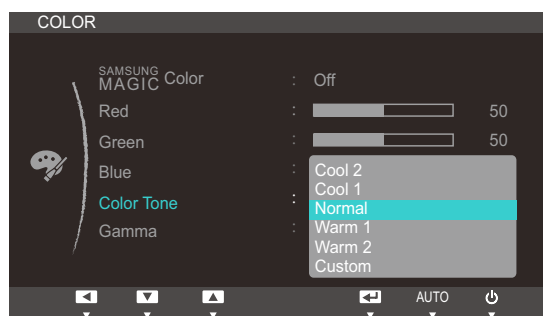 COLOR
SAMSUNG MAGIC Color : Off
Red : 50
Green : 50
Blue :
Cool 2
Cool 1
Color Tone :
Normal
Gamma :
Warm 1
Warm 2
Custom
AUTO